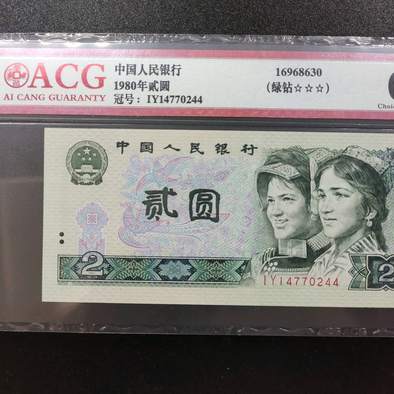 ACG
AI CANG GUARANTY
中国人民银行
1980年贰圆
冠号: IY14770244
16968630
(绿钻☆☆☆)
中国人民银行
贰圆
2
IY14770244
2